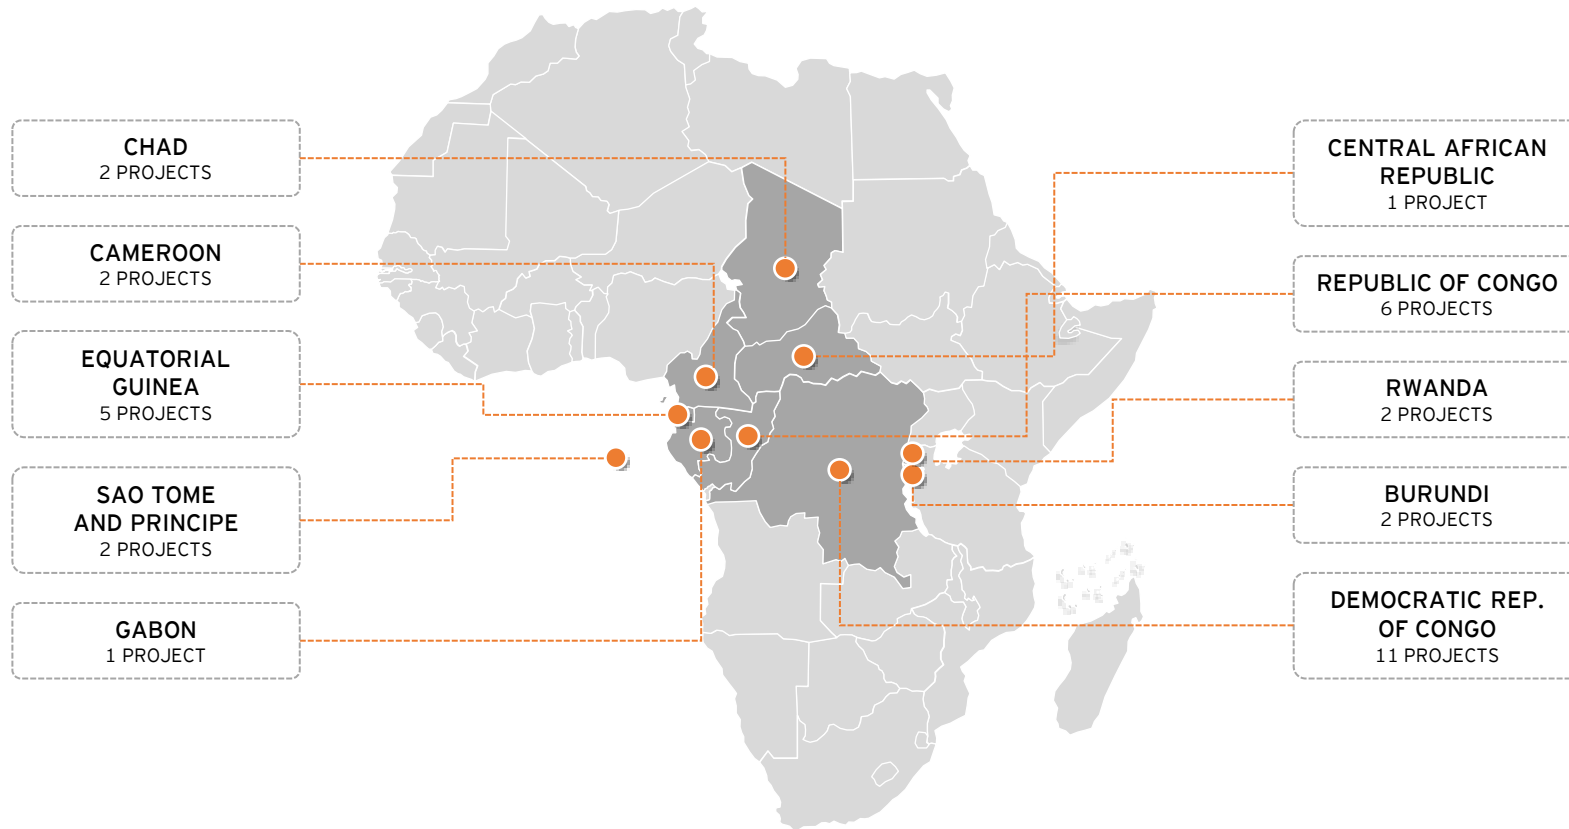 CHAD
2 PROJECTS
CAMEROON
2 PROJECTS
EQUATORIAL
GUINEA
5 PROJECTS
SAO TOME
AND PRINCIPE
2 PROJECTS
GABON
1 PROJECT
CENTRAL AFRICAN
REPUBLIC
1 PROJECT
REPUBLIC OF CONGO
6 PROJECTS
RWANDA
2 PROJECTS
BURUNDI
2 PROJECTS
DEMOCRATIC REP.
OF CONGO
11 PROJECTS